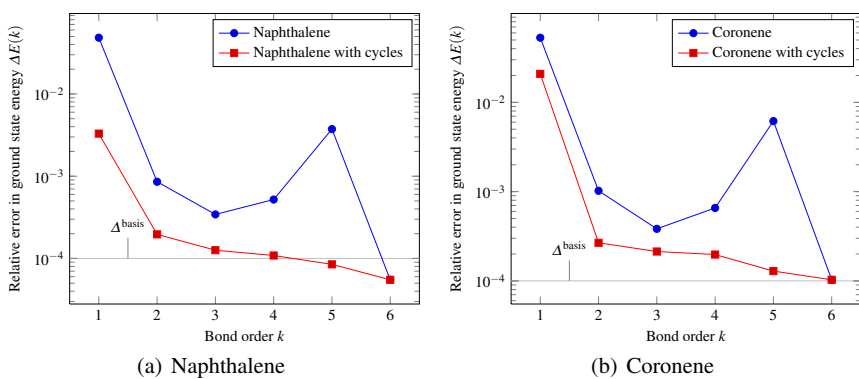 Relative error in ground state energy ΔE(k)
10⁻²
10⁻³
10⁻⁴
Δ^basis
Naphthalene
Naphthalene with cycles
1 2 3 4 5 6
Bond order k
(a) Naphthalene
Relative error in ground state energy ΔE(k)
10⁻²
10⁻³
10⁻⁴
Δ^basis
Coronene
Coronene with cycles
1 2 3 4 5 6
Bond order k
(b) Coronene